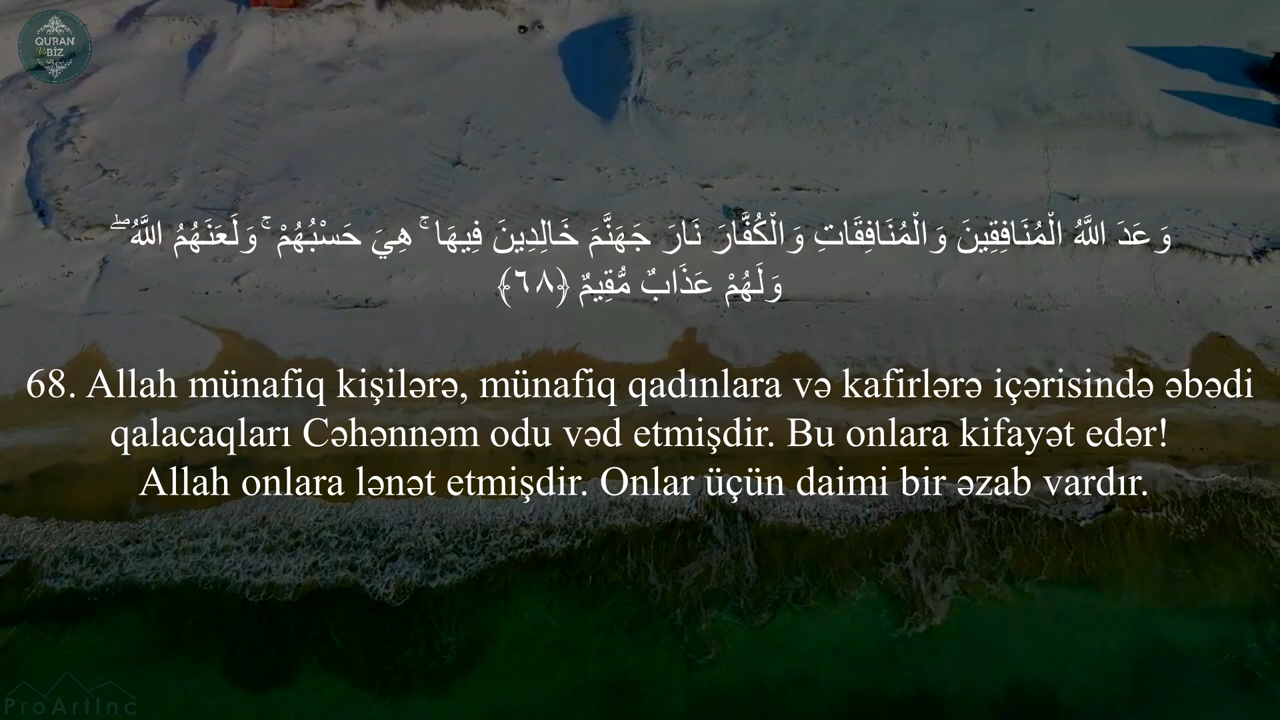 QURAN
Və
BİZ
وَعَدَ اللَّهُ الْمُنَافِقِينَ وَالْمُنَافِقَاتِ وَالْكُفَّارَ نَارَ جَهَنَّمَ خَالِدِينَ فِيهَا ۚ هِيَ حَسْبُهُمْ ۚ وَلَعَنَهُمُ اللَّهُ ۖ
وَلَهُمْ عَذَابٌ مُّقِيمٌ ﴿٦٨﴾
68. Allah münafiq kişilərə, münafiq qadınlara və kafirlərə içərisində əbədi
qalacaqları Cəhənnəm odu vəd etmişdir. Bu onlara kifayət edər!
Allah onlara lənət etmişdir. Onlar üçün daimi bir əzab vardır.
ProArtInc